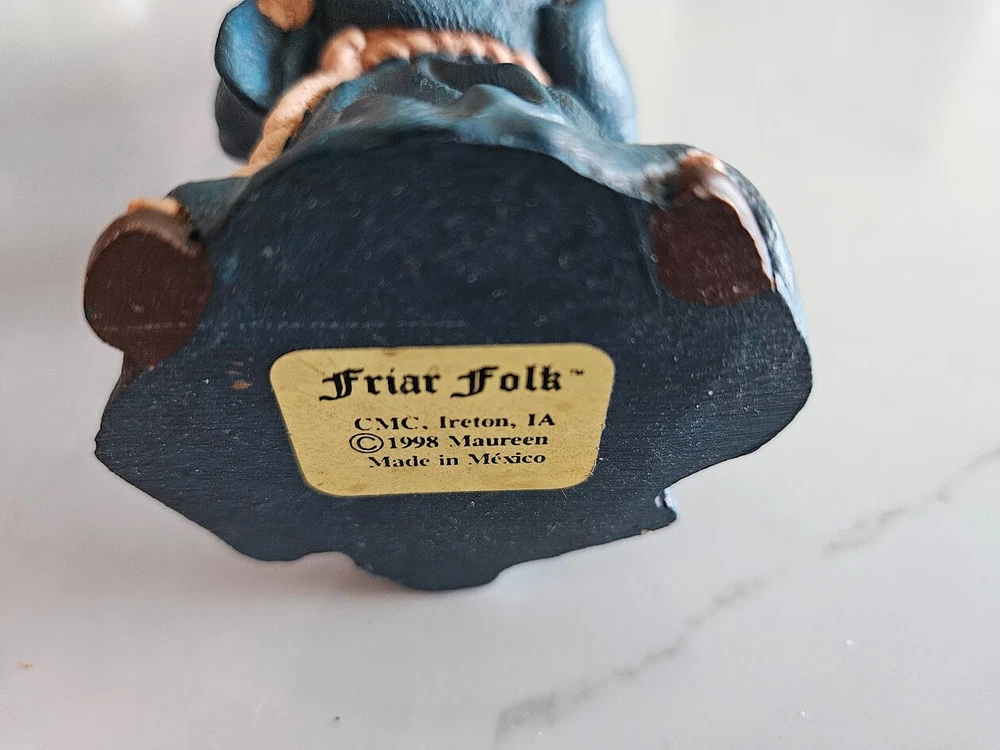 Friar Folk™
CMC, Ireton, IA
©1998 Maureen
Made in México